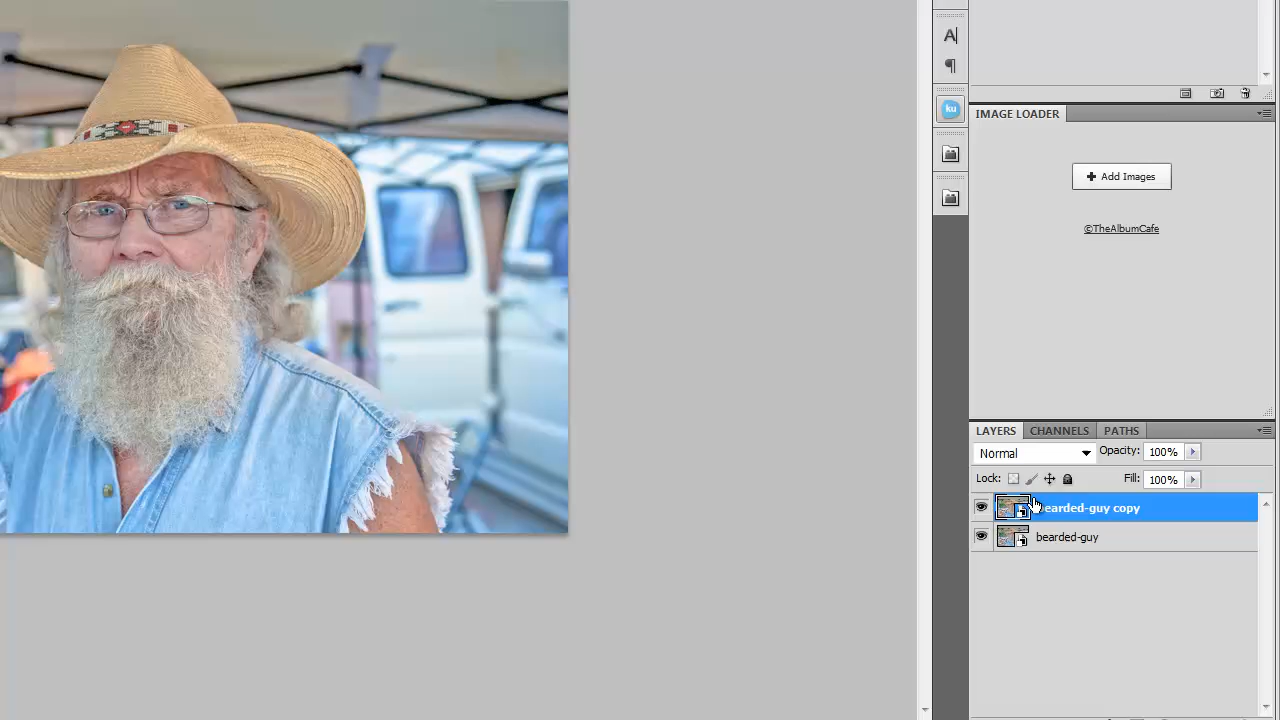 A
¶
ku
IMAGE LOADER
+ Add Images
©TheAlbumCafe
LAYERS CHANNELS PATHS
Normal Opacity: 100%
Lock: Fill: 100%
earded-guy copy
bearded-guy